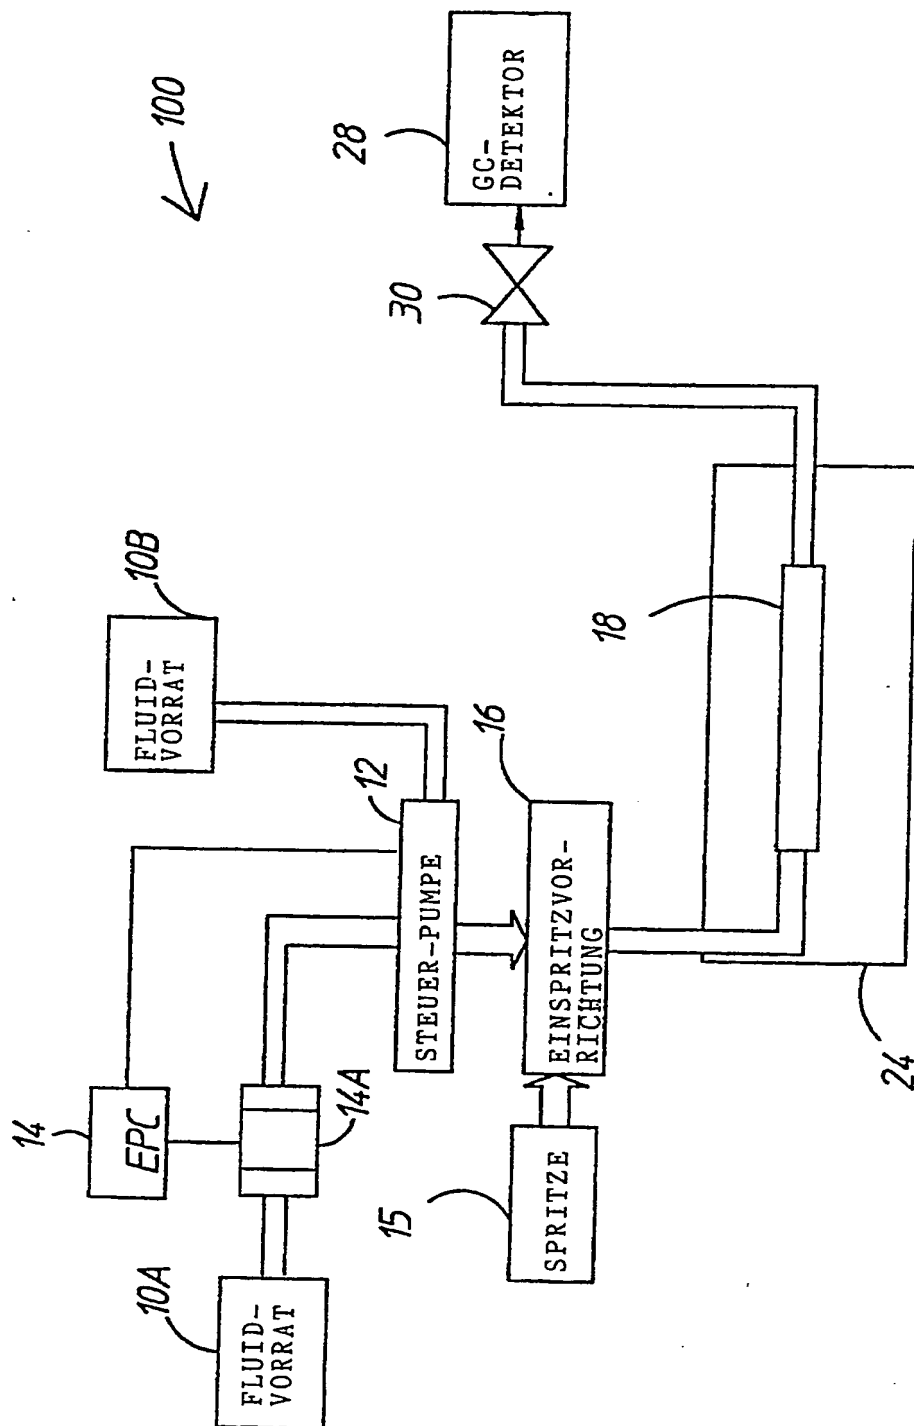 100
10B
FLUID-
VORRAT
14
EPC
12
28
GC-
DETEKTOR
10A
FLUID-
VORRAT
14A
STEUER-PUMPE
30
16
15
SPRITZE
EINSPRITZVOR-
RICHTUNG
18
24